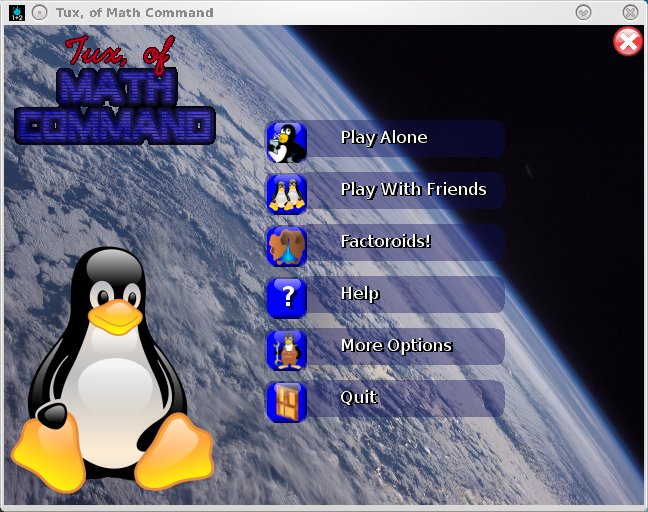 Tux, of Math Command
Tux, of
MATH
COMMAND
Play Alone
Play With Friends
Factoroids!
?
Help
More Options
Quit